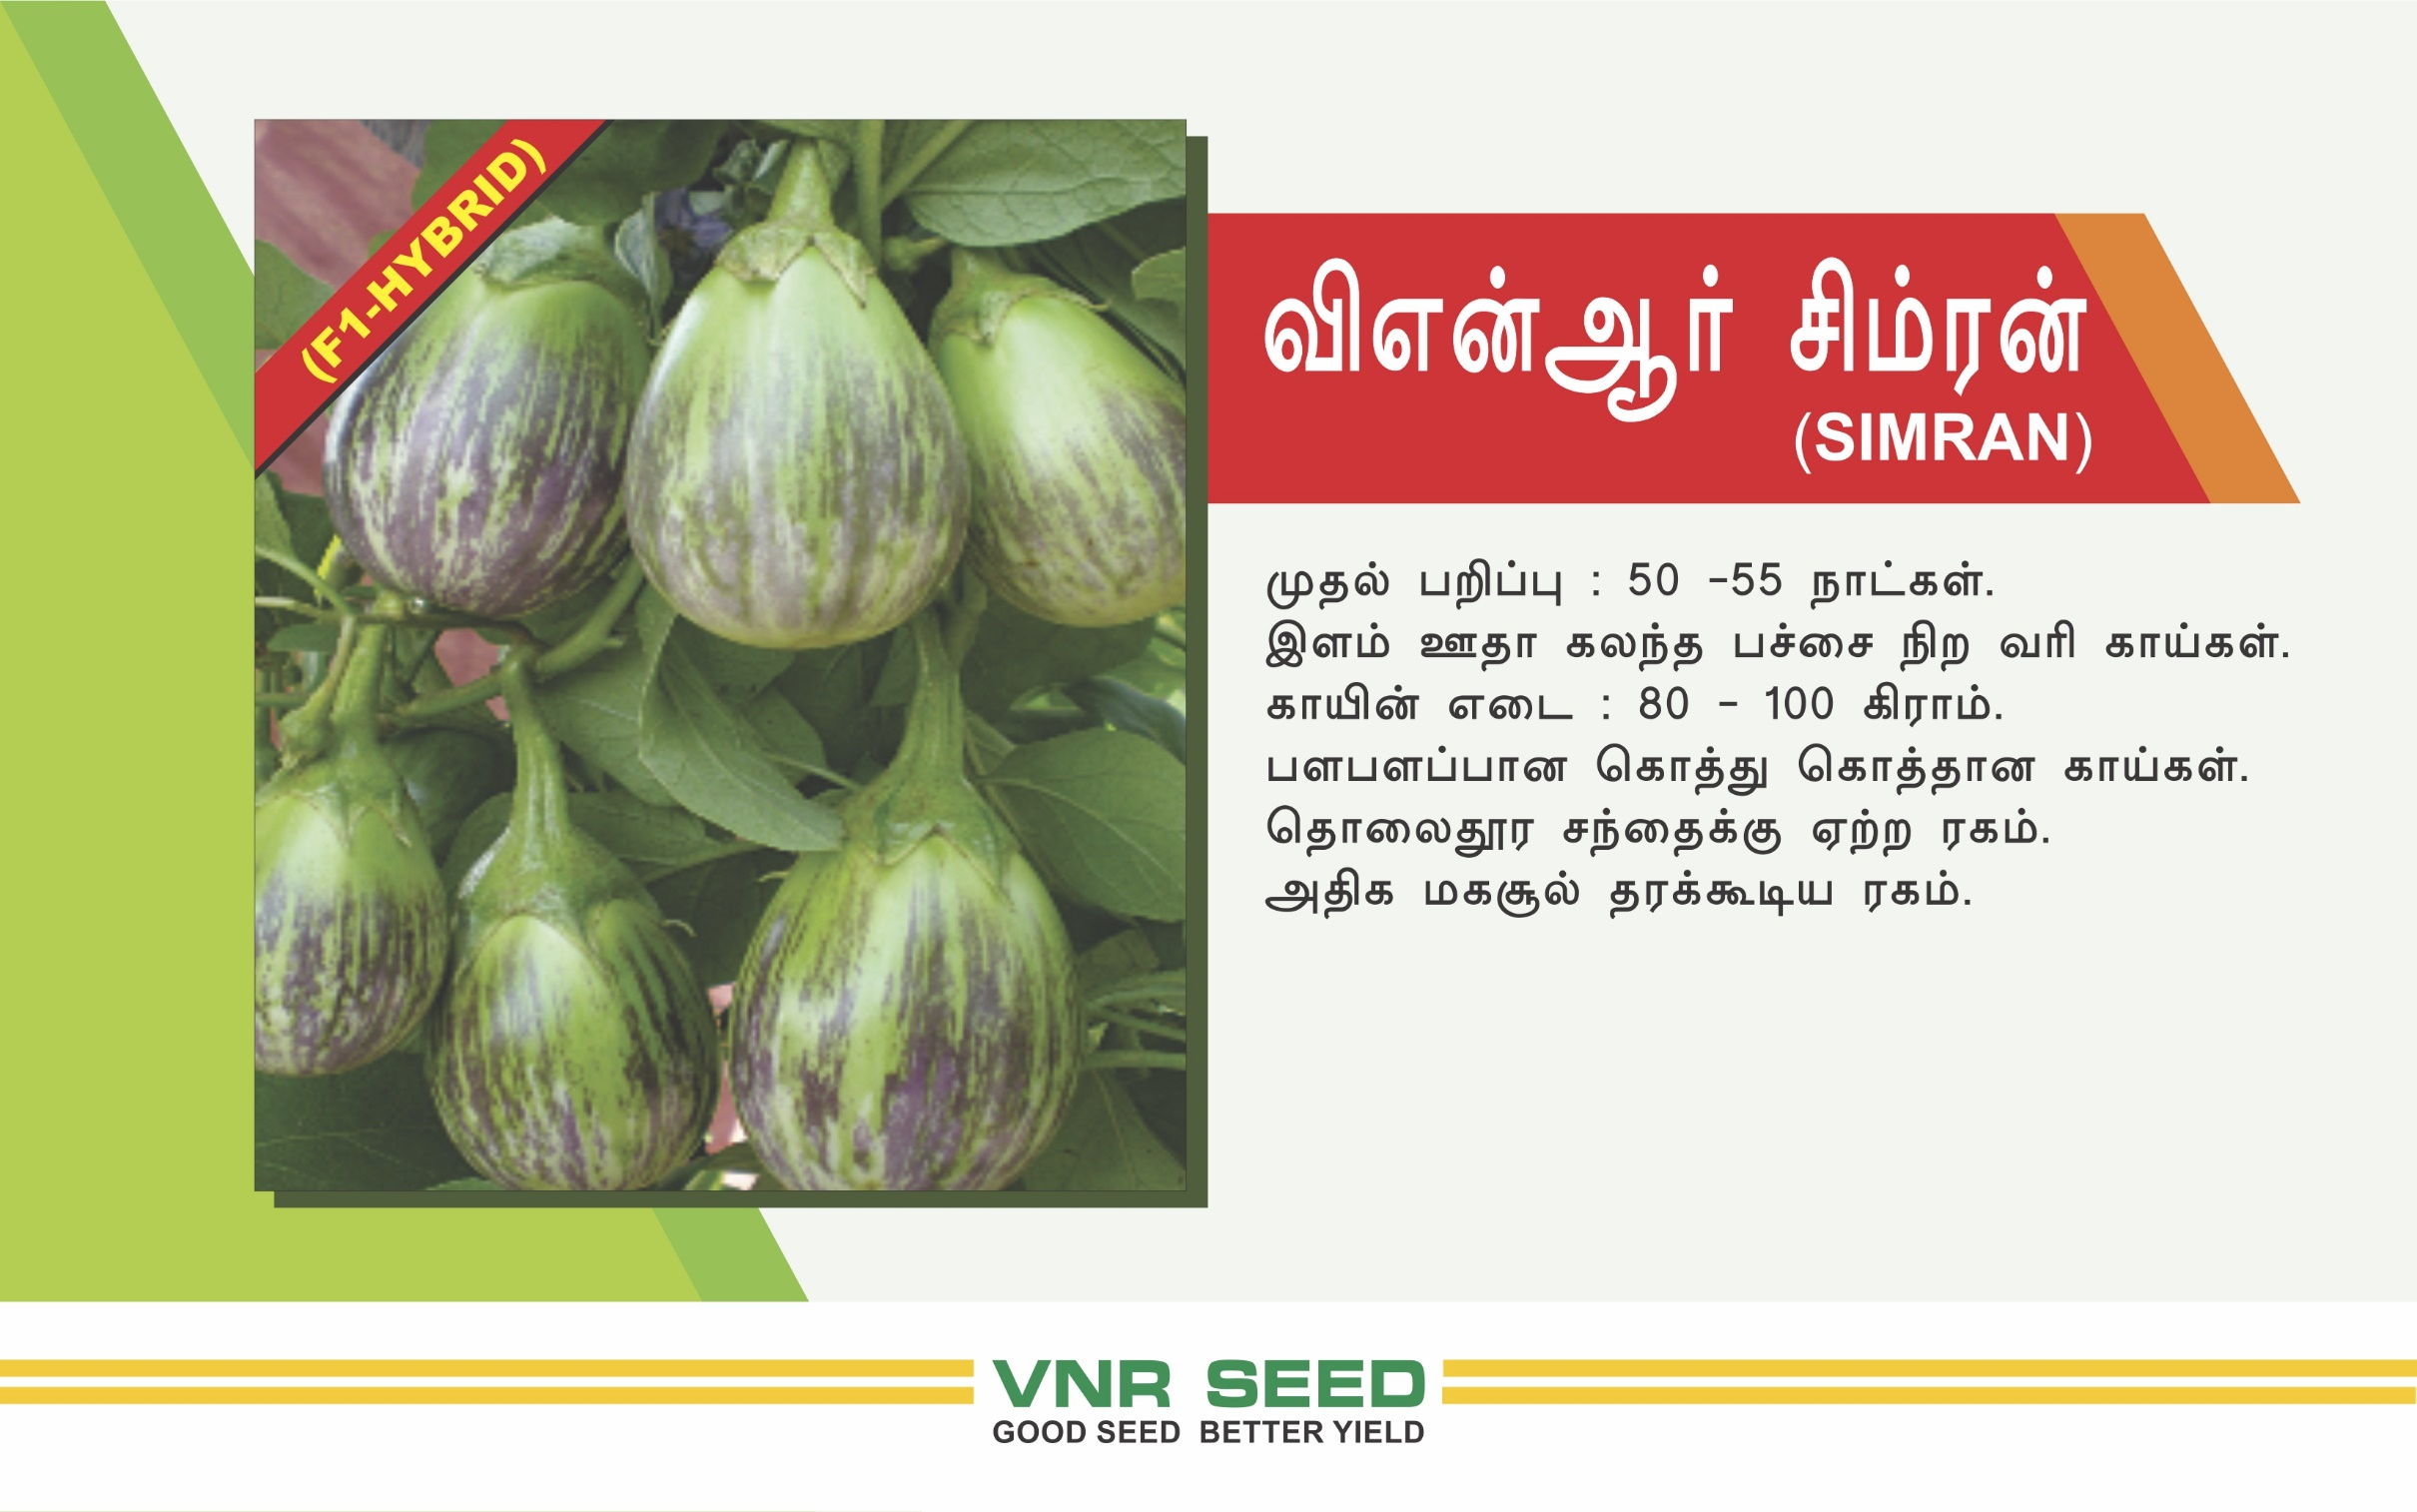 (F1-HYBRID)
விஎன்ஆர் சிம்ரன்
(SIMRAN)
முதல் பறிப்பு : 50 -55 நாட்கள்.
இளம் ஊதா கலந்த பச்சை நிற வரி காய்கள்.
காயின் எடை : 80 - 100 கிராம்.
பளபளப்பான கொத்து கொத்தான காய்கள்.
தொலைதூர சந்தைக்கு ஏற்ற ரகம்.
அதிக மகசூல் தரக்கூடிய ரகம்.
VNR SEED
GOOD SEED BETTER YIELD